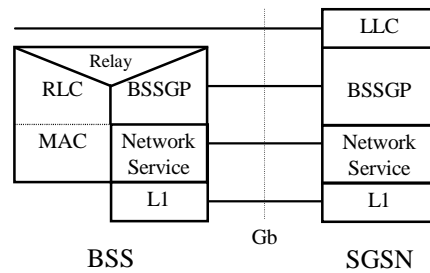 LLC
Relay
RLC
BSSGP
BSSGP
MAC
Network
Service
Network
Service
L1
L1
Gb
BSS
SGSN